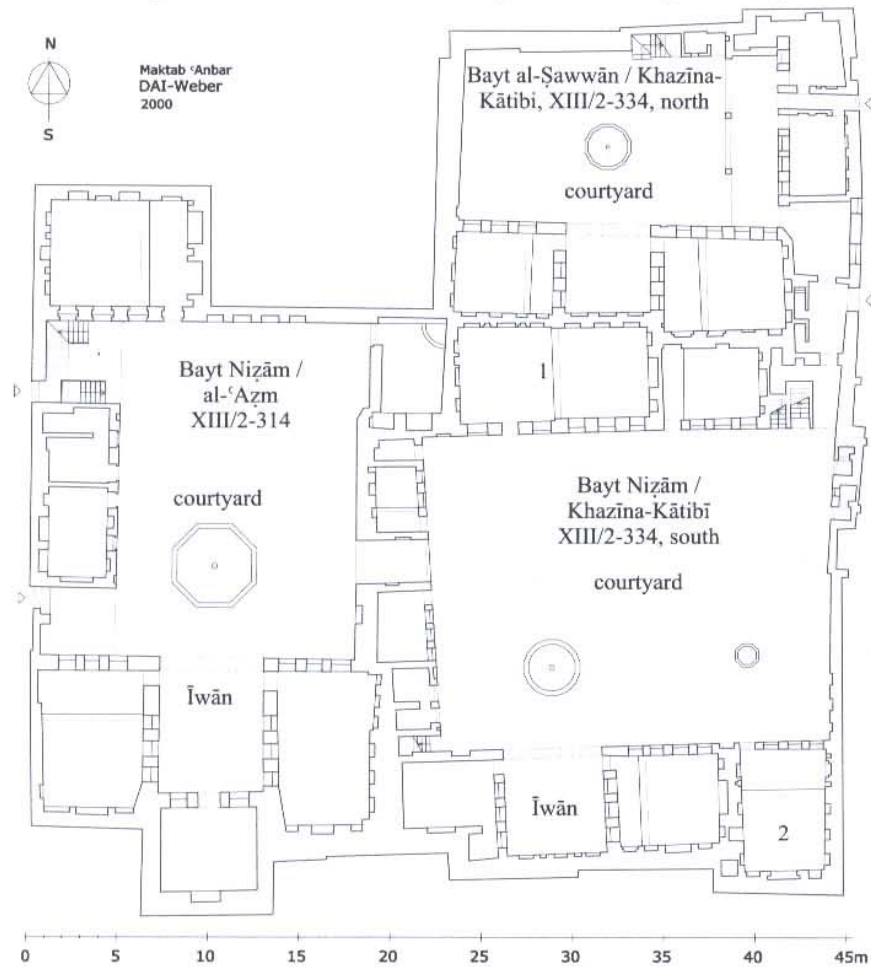 N
S
Maktab ʿAnbar
DAI-Weber
2000
Bayt al-Ṣawwān / Khazīna-
Kātibi, XIII/2-334, north
courtyard
Bayt Niẓām /
al-ʿAẓm
XIII/2-314
courtyard
1
Bayt Niẓām /
Khazīna-Kātibī
XIII/2-334, south
courtyard
Īwān
Īwān
2
0 5 10 15 20 25 30 35 40 45m